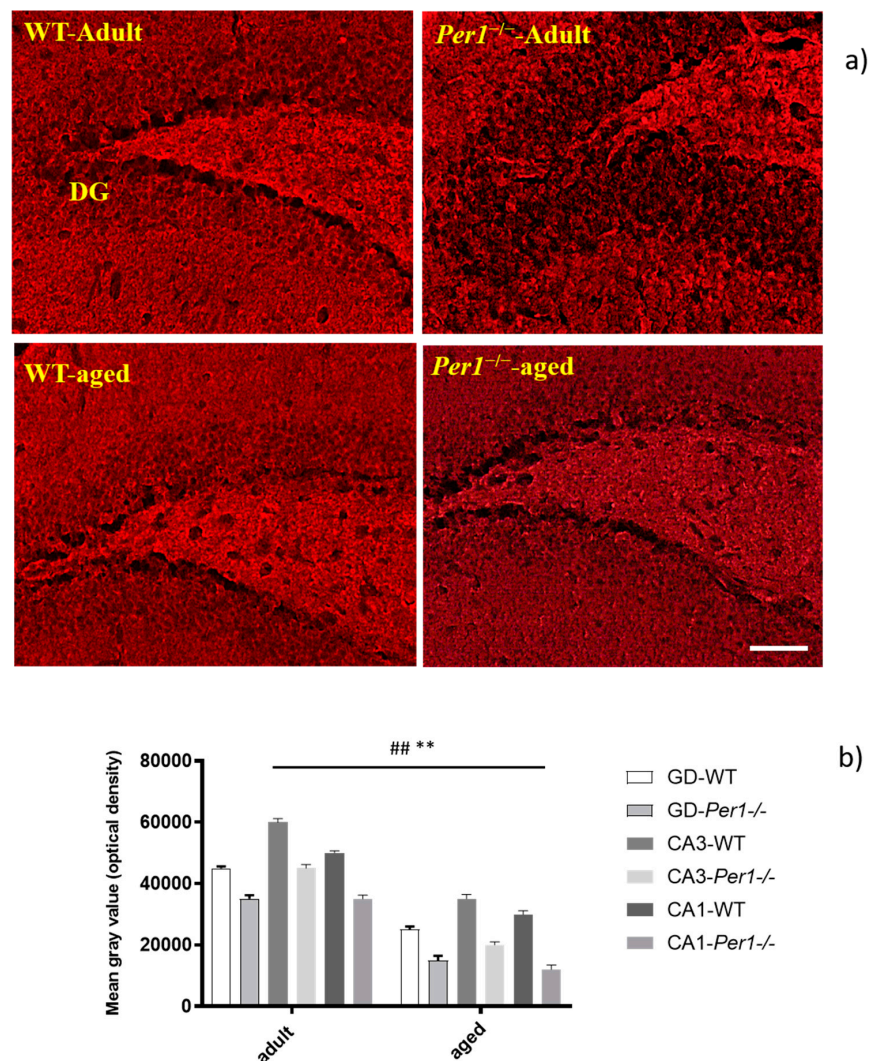 WT-Adult
Per1−/−-Adult
a)
DG
WT-aged
Per1−/−-aged
b)
Mean gray value (optical density)
80000
60000
40000
20000
0
## **
adult
aged
GD-WT
GD-Per1-/-
CA3-WT
CA3-Per1-/-
CA1-WT
CA1-Per1-/-